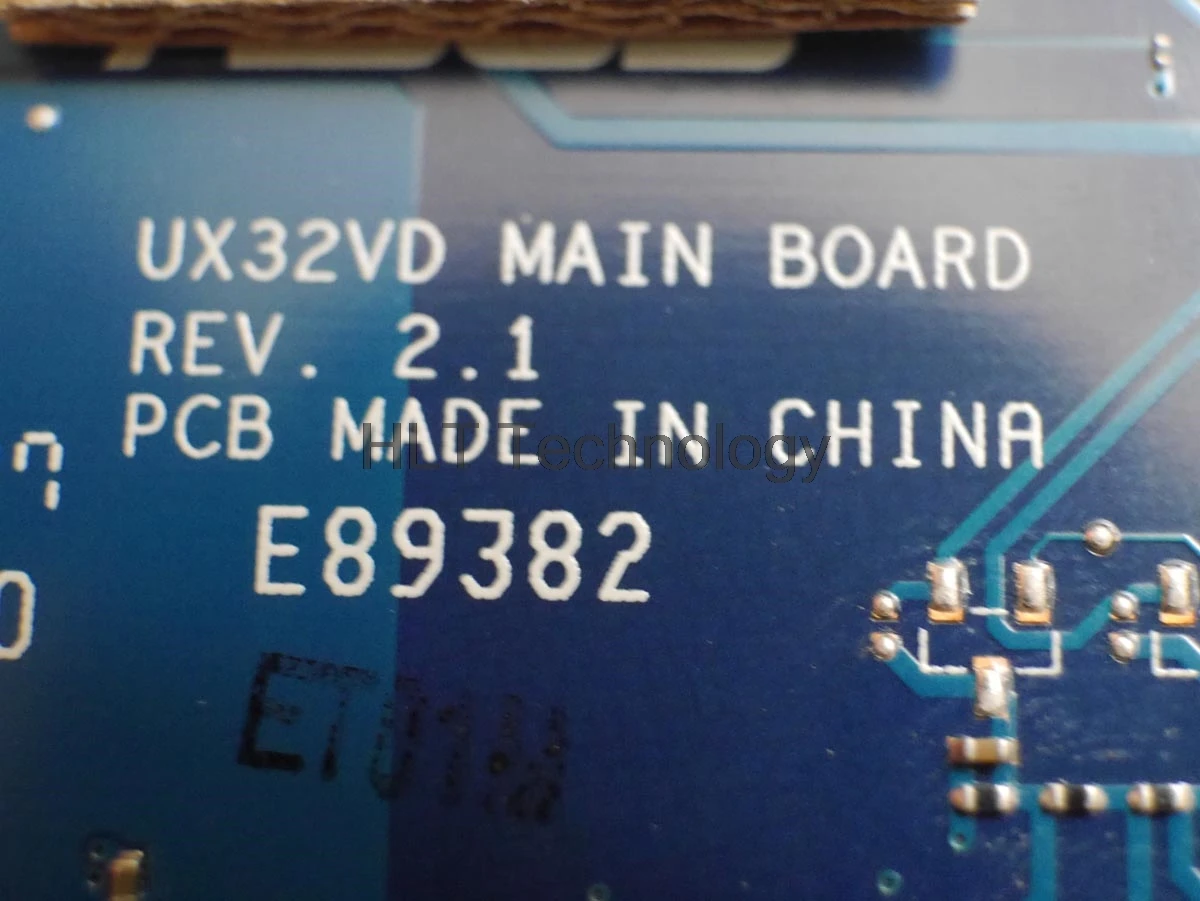 UX32VD MAIN BOARD
REV. 2.1
PCB MADE IN CHINA
HLT Technology
E89382